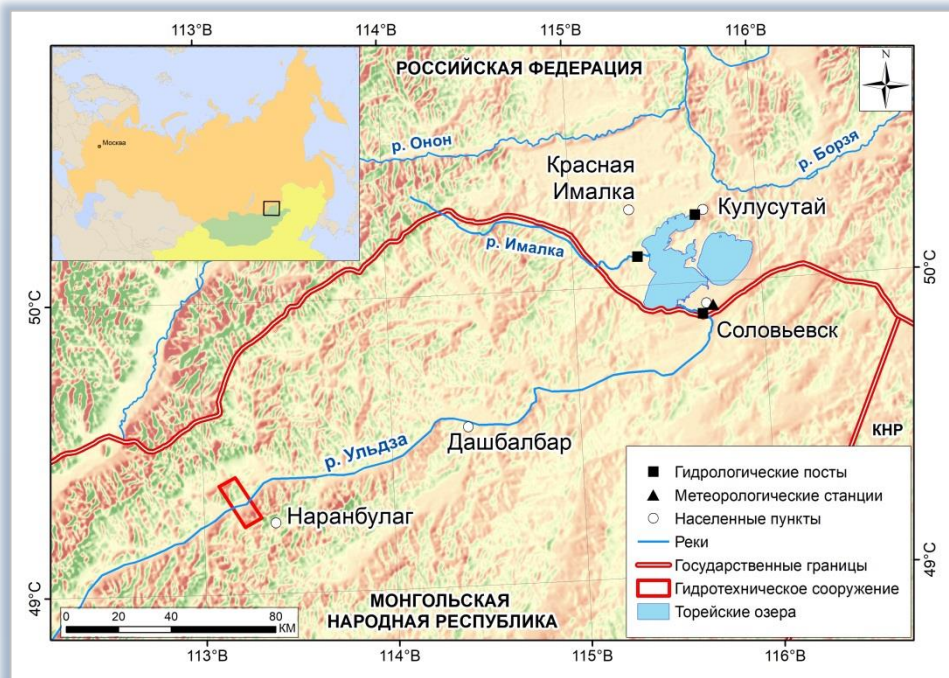 113°В 114°В 115°В 116°В
РОССИЙСКАЯ ФЕДЕРАЦИЯ
N
Москва
р. Онон
р. Борзя
Красная
Ималка
Кулусутай
р. Ималка
50°С
50°С
Соловьевск
КНР
Дашбалбар
р. Ульдза
Наранбулаг
Гидрологические посты
Метеорологические станции
Населенные пункты
Реки
Государственные границы
Гидротехническое сооружение
Торейские озера
49°С
49°С
МОНГОЛЬСКАЯ
НАРОДНАЯ РЕСПУБЛИКА
0 20 40 80
КМ
113°В 114°В 115°В 116°В